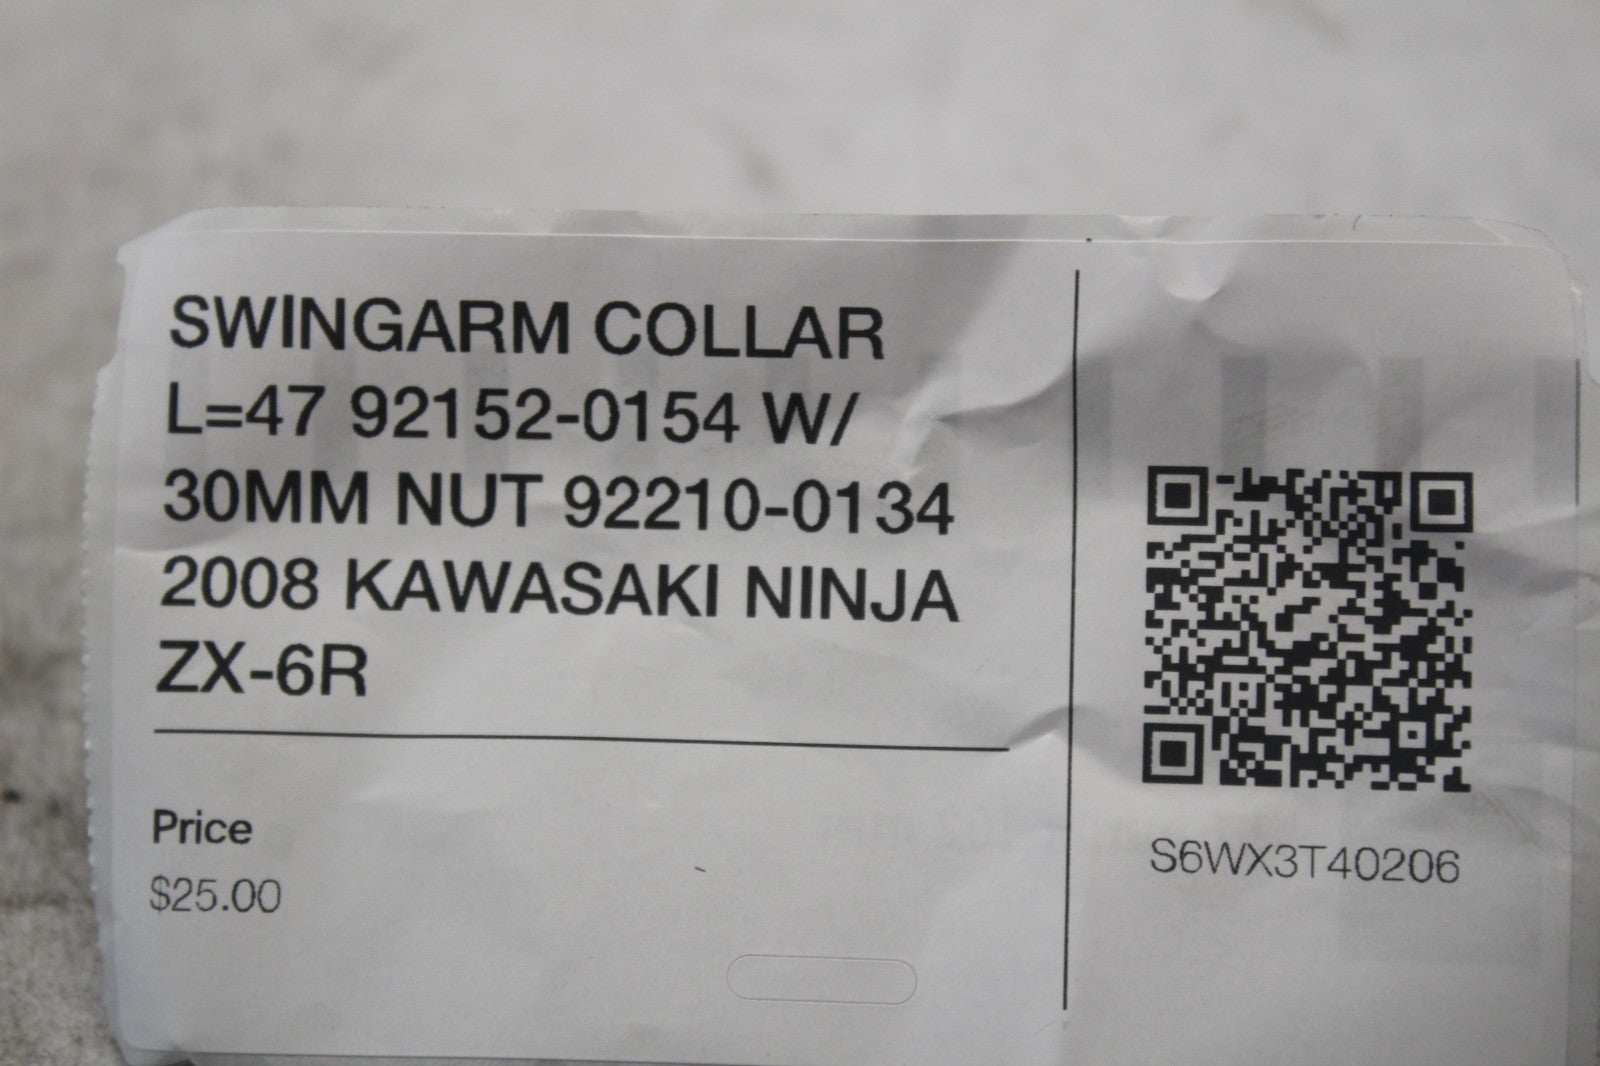 SWINGARM COLLAR
L=47 92152-0154 W/
30MM NUT 92210-0134
2008 KAWASAKI NINJA
ZX-6R
Price
$25.00
S6WX3T40206